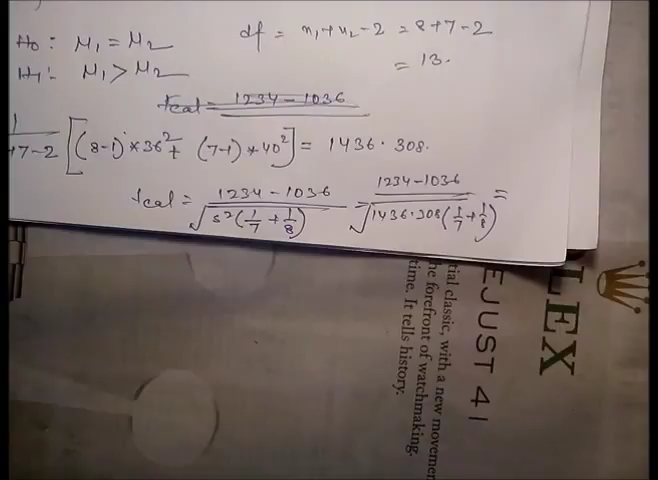 H₀ : μ₁ = μ₂
df = n₁+n₂-2 = 8+7-2
H₁: μ₁ > μ₂
= 13.
tcal = 1234-1036
1/+7-2 [(8-1)*36²+ (7-1)*40²] = 1436.308.
tcal = 1234-1036/√s²(1/7+1/8) 1234-1036/√1436.308(1/7+1/8) =
LEX
EJUST 41
tial classic, with a new movemen
he forefront of watchmaking.
time. It tells history.